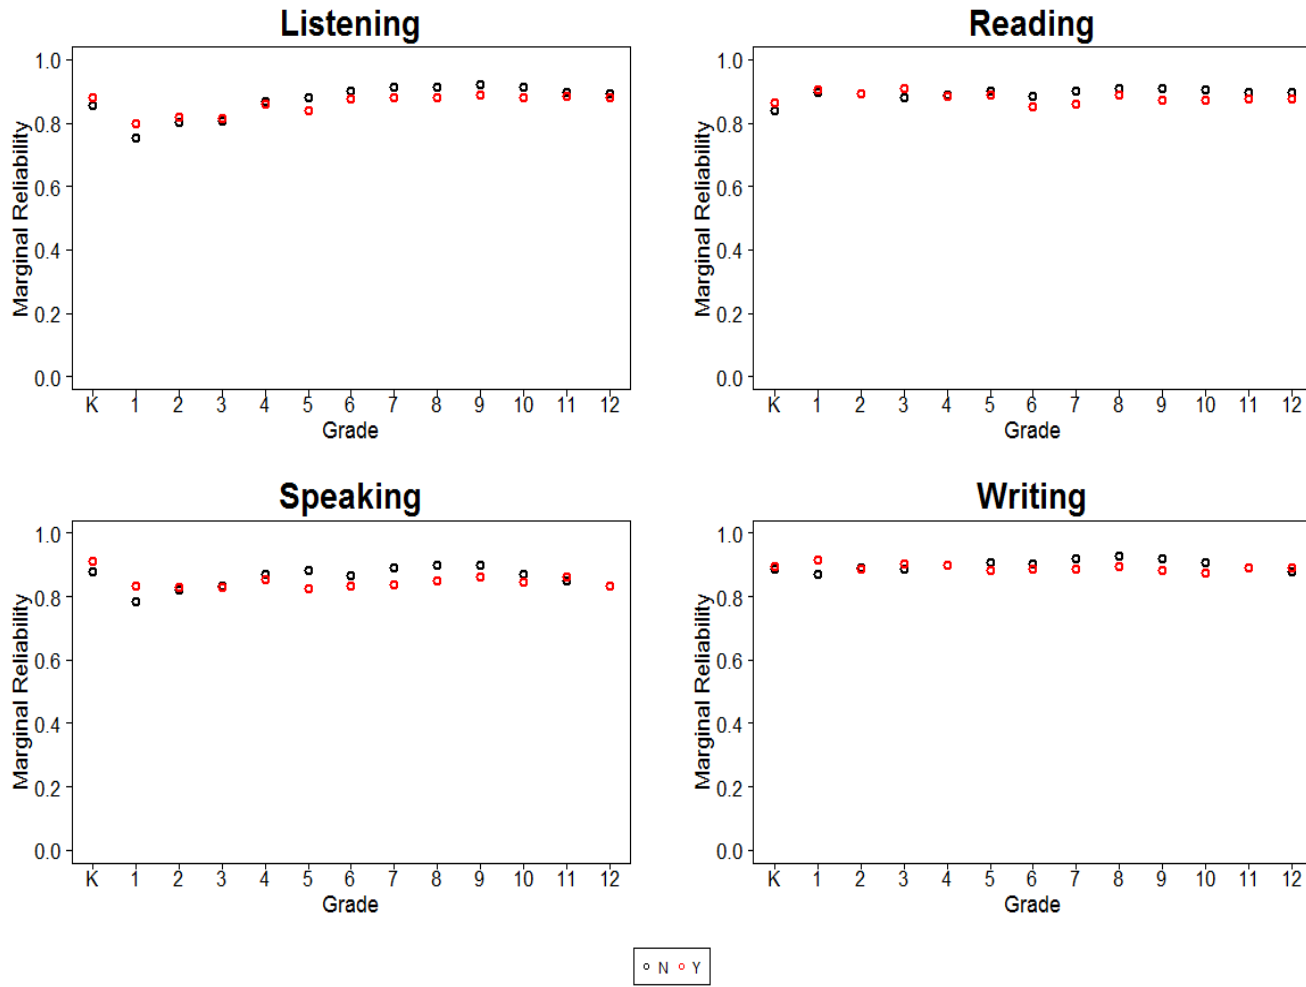 Listening
Marginal Reliability
1.0
0.8
0.6
0.4
0.2
0.0
K 1 2 3 4 5 6 7 8 9 10 11 12
Grade
Reading
Marginal Reliability
1.0
0.8
0.6
0.4
0.2
0.0
K 1 2 3 4 5 6 7 8 9 10 11 12
Grade
Speaking
Marginal Reliability
1.0
0.8
0.6
0.4
0.2
0.0
K 1 2 3 4 5 6 7 8 9 10 11 12
Grade
Writing
Marginal Reliability
1.0
0.8
0.6
0.4
0.2
0.0
K 1 2 3 4 5 6 7 8 9 10 11 12
Grade
N Y